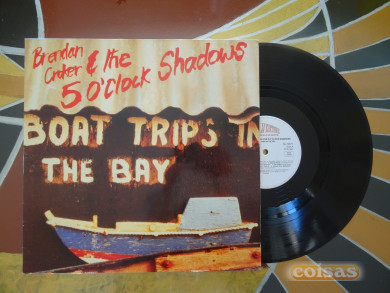 Brendan
Croker & the
5 O'Clock Shadows
BOAT TRIPS IN
THE BAY
coisas